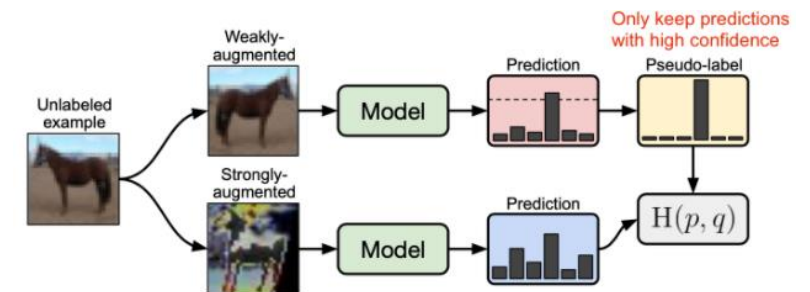 Only keep predictions
with high confidence
Weakly-
augmented
Prediction
Pseudo-label
Unlabeled
example
Model
Strongly-
augmented
Prediction
Model
H(p, q)